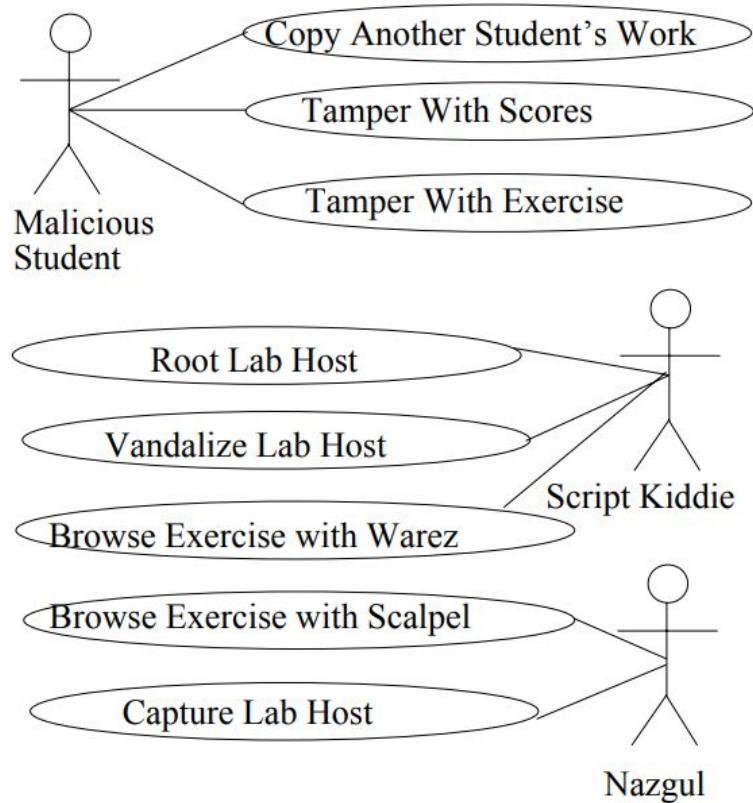 Copy Another Student's Work
Tamper With Scores
Tamper With Exercise
Malicious
Student
Root Lab Host
Vandalize Lab Host
Script Kiddie
Browse Exercise with Warez
Browse Exercise with Scalpel
Capture Lab Host
Nazgul